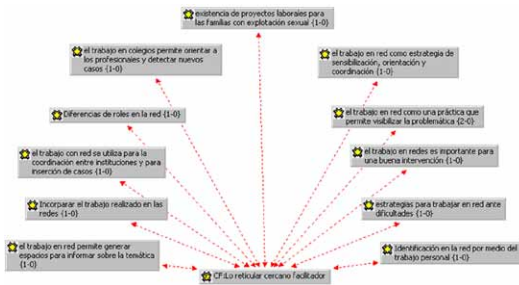 existencia de proyectos laborales para
las familias con explotación sexual {1-0}
el trabajo en colegios permite orientar a
los profesionales y detectar nuevos
casos {1-0}
el trabajo en red como estrategia de
sensibilización, orientación y
coordinación {1-0}
Diferencias de roles en la red {1-0}
el trabajo en red como una práctica que
permite visibilizar la problemática {2-0}
el trabajo con red se utiliza para la
coordinación entre instituciones y para
inserción de casos {1-0}
el trabajo en redes es importante para
una buena intervención {1-0}
Incorporar el trabajo realizado en las
redes {1-0}
estrategias para trabajar en red ante
dificultades {1-0}
el trabajo en red permite generar
espacios para informar sobre la temática
{1-0}
Identificación en la red por medio del
trabajo personal {1-0}
CF:Lo reticular cercano facilitador